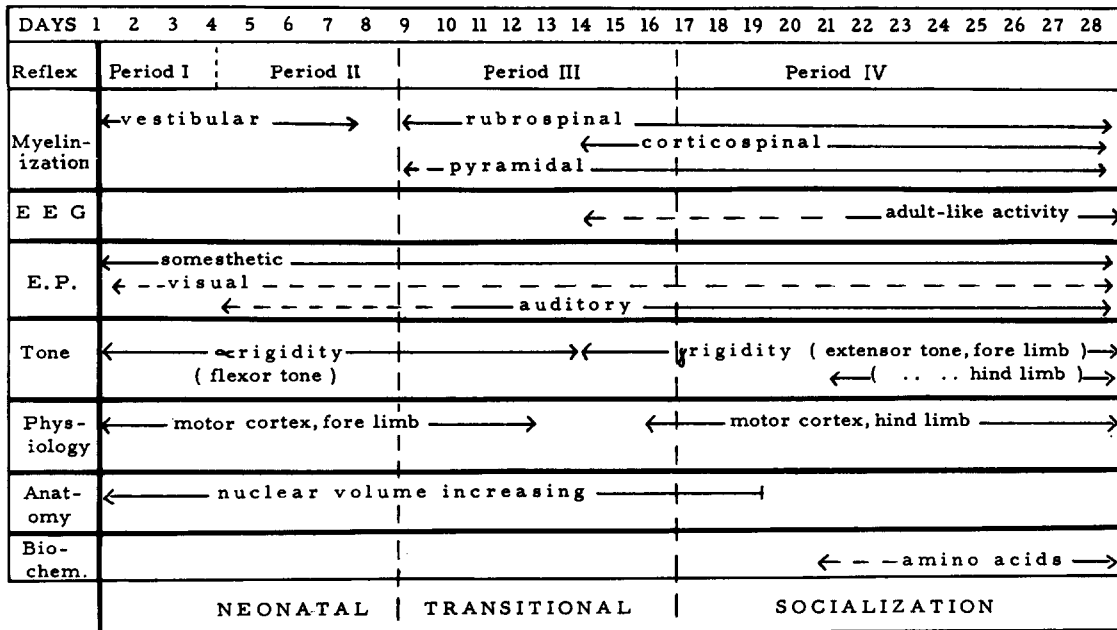 DAYS 1 2 3 4 5 6 7 8 9 10 11 12 13 14 15 16 17 18 19 20 21 22 23 24 25 26 27 28
Reflex Period I Period II Period III Period IV
Myelin-
ization
vestibular rubrospinal
corticospinal
pyramidal
E E G adult-like activity
E.P.
somesthetic
visual
auditory
Tone ∝rigidity γrigidity ( extensor tone, fore limb )
( flexor tone ) ( .. .. hind limb )
Phys-
iology
motor cortex, fore limb motor cortex, hind limb
Anat-
omy
nuclear volume increasing
Bio-
chem.
amino acids
NEONATAL TRANSITIONAL SOCIALIZATION